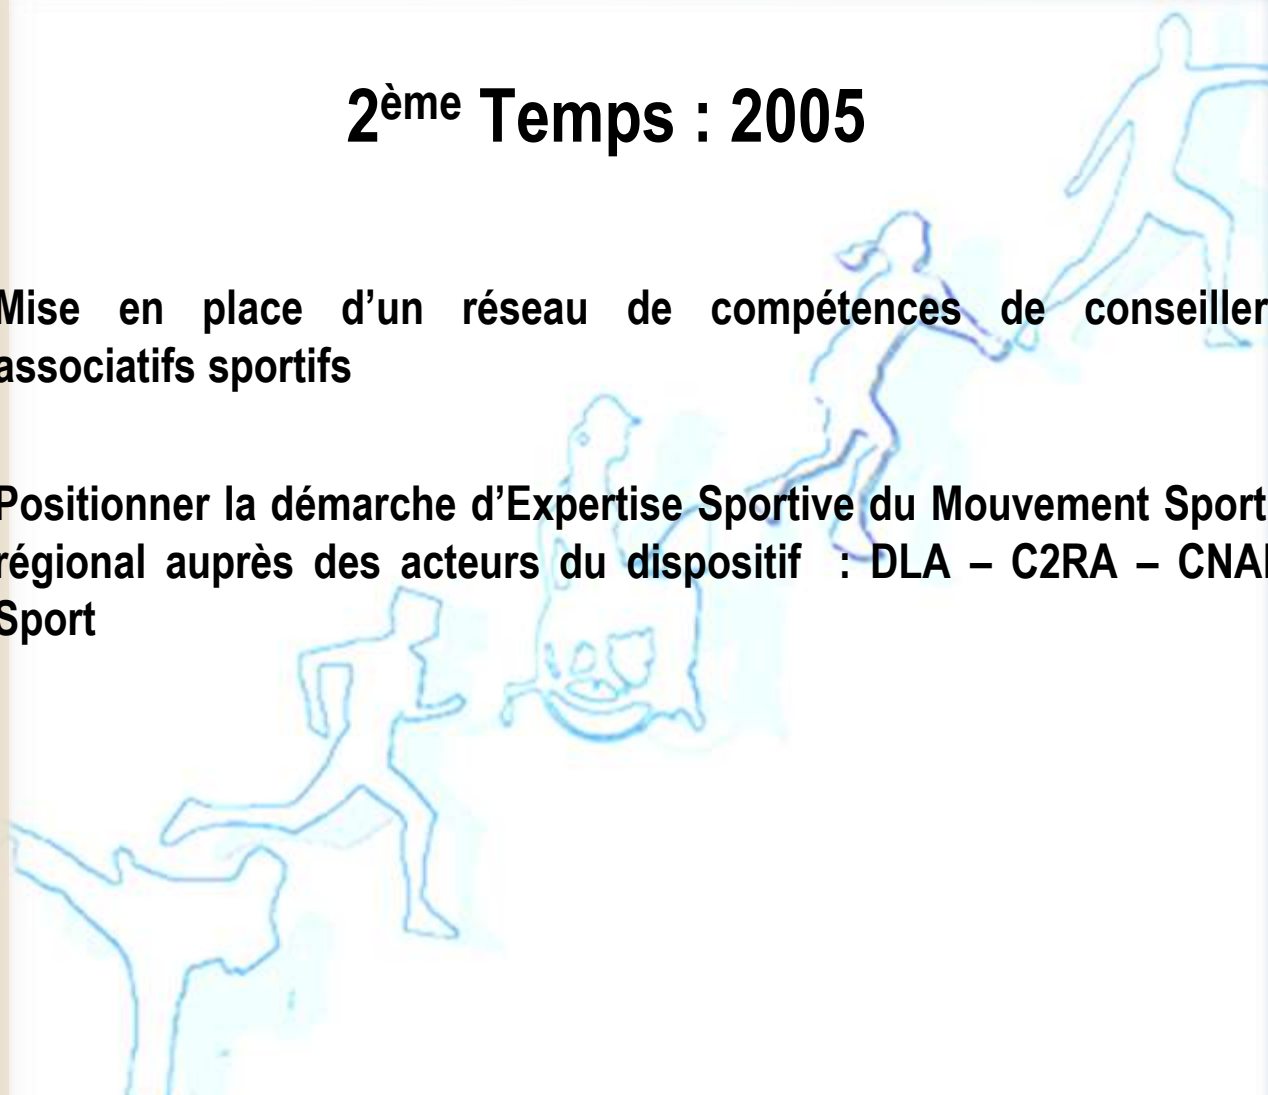 2ème Temps : 2005
Mise en place d’un réseau de compétences de conseiller
associatifs sportifs
Positionner la démarche d’Expertise Sportive du Mouvement Sport
régional auprès des acteurs du dispositif : DLA – C2RA –
Sport